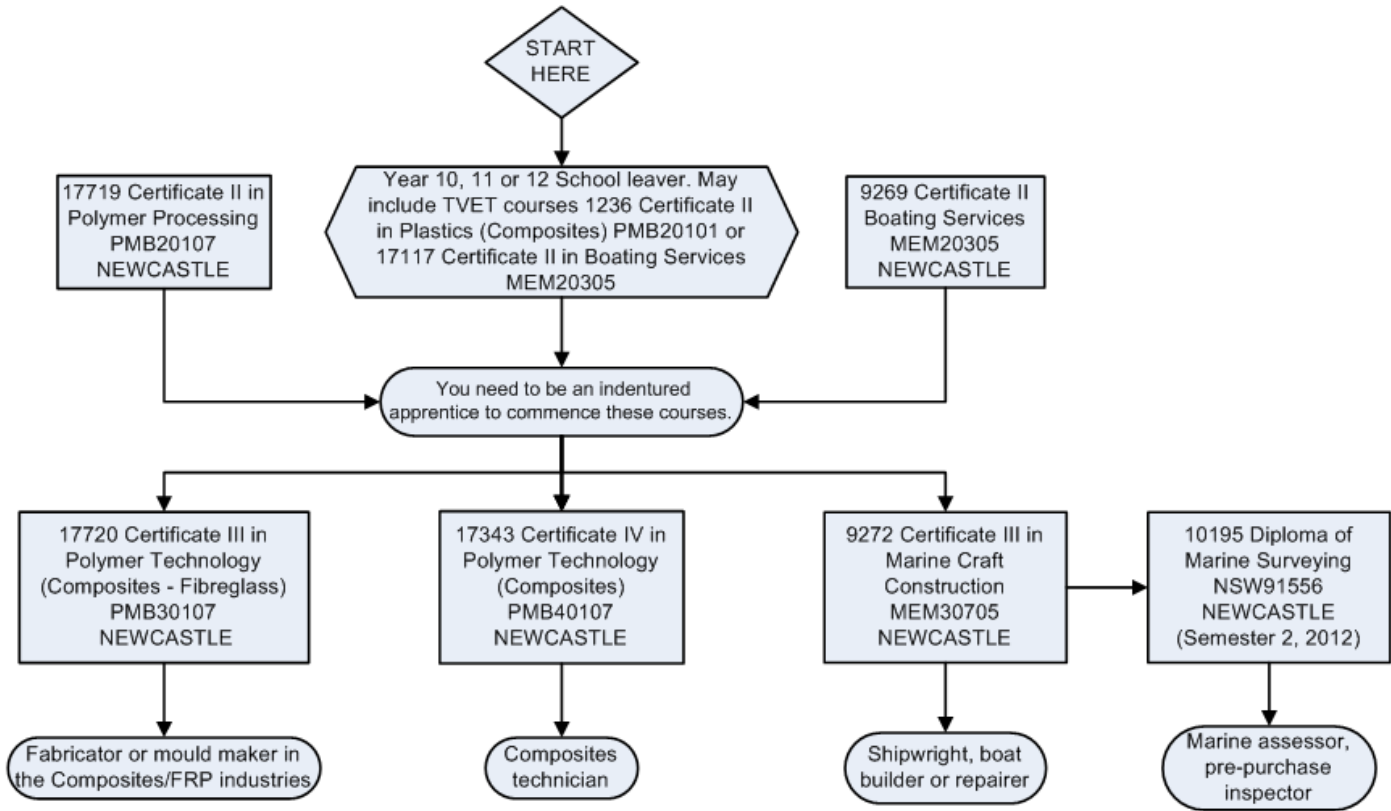 START
HERE
17719 Certificate II in
Polymer Processing
PMB20107
NEWCASTLE
Year 10, 11 or 12 School leaver. May
include TVET courses 1236 Certificate II
in Plastics (Composites) PMB20101 or
17117 Certificate II in Boating Services
MEM20305
9269 Certificate II
Boating Services
MEM20305
NEWCASTLE
You need to be an indentured
apprentice to commence these courses.
17720 Certificate III in
Polymer Technology
(Composites - Fibreglass)
PMB30107
NEWCASTLE
17343 Certificate IV in
Polymer Technology
(Composites)
PMB40107
NEWCASTLE
9272 Certificate III in
Marine Craft
Construction
MEM30705
NEWCASTLE
10195 Diploma of
Marine Surveying
NSW91556
NEWCASTLE
(Semester 2, 2012)
Fabricator or mould maker in
the Composites/FRP industries
Composites
technician
Shipwright, boat
builder or repairer
Marine assessor,
pre-purchase
inspector